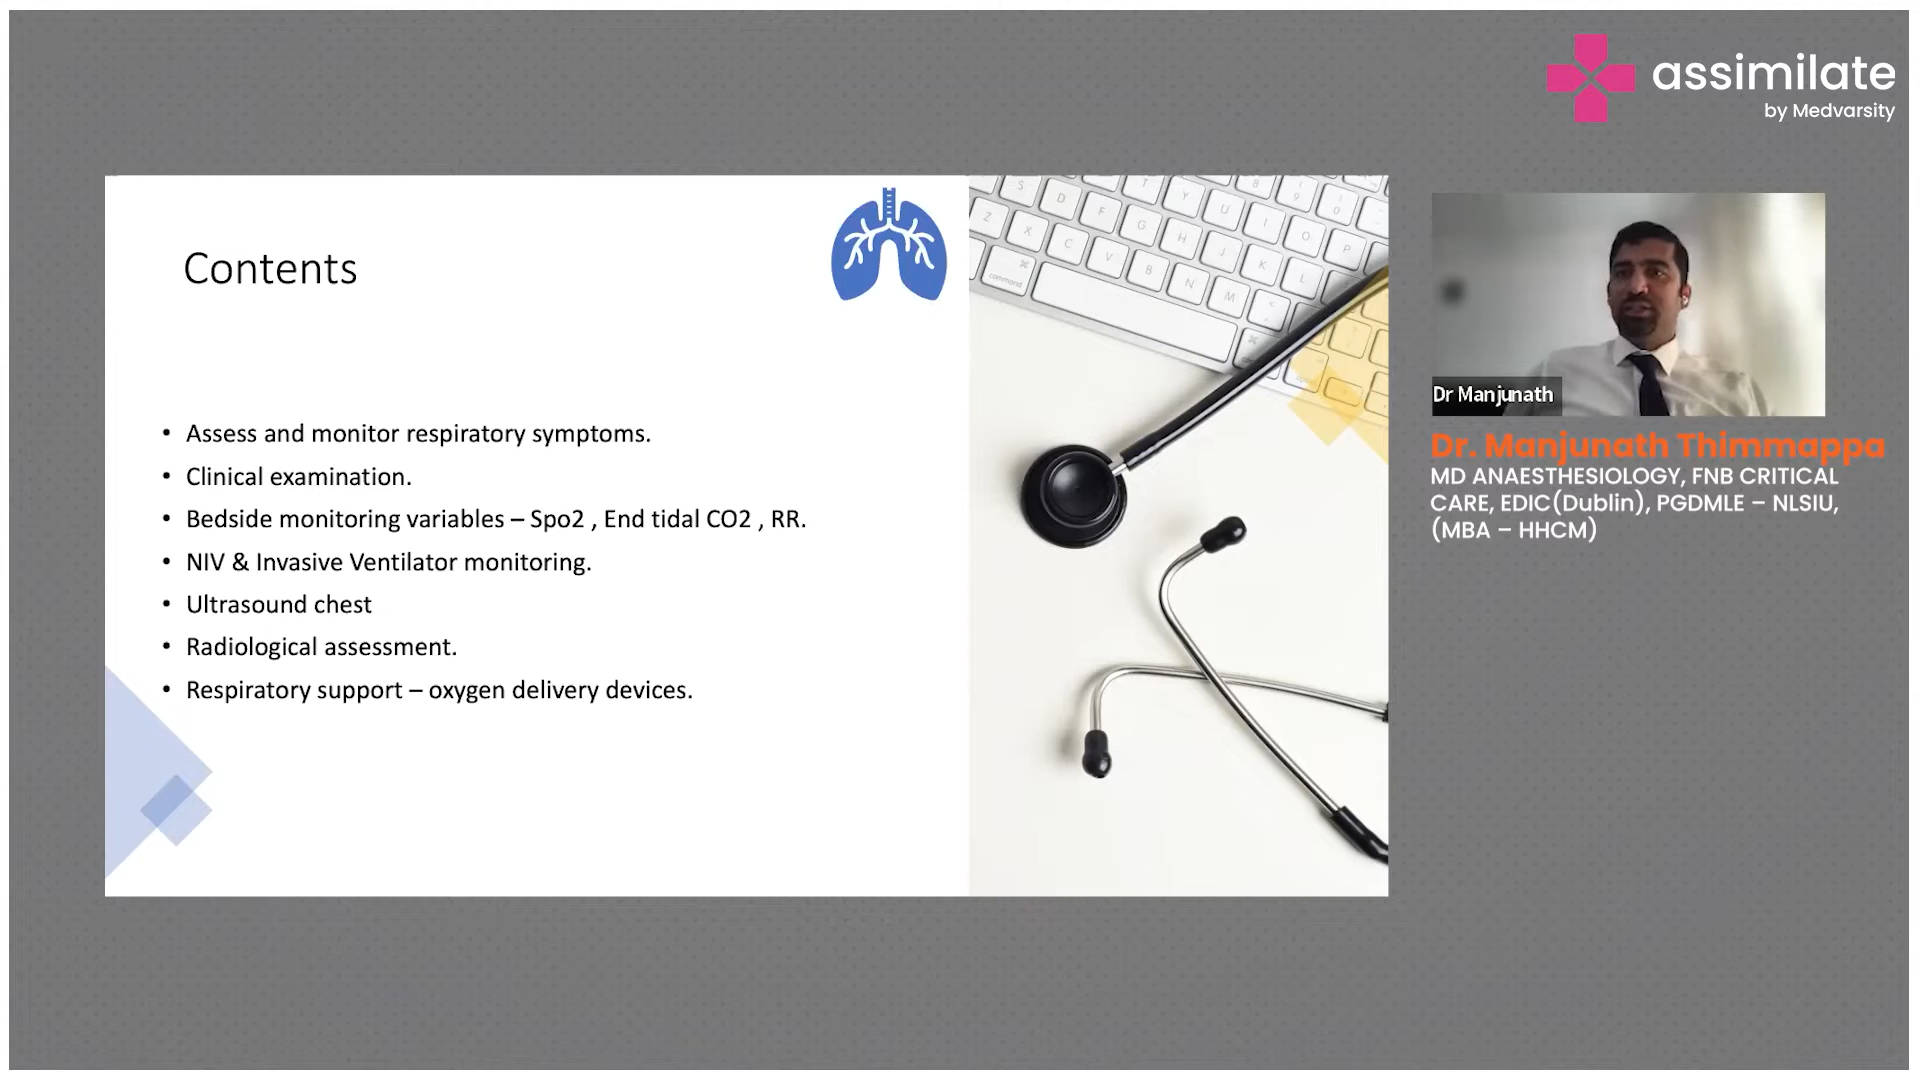 assimilate
by Medvarsity
Contents
• Assess and monitor respiratory symptoms.
• Clinical examination.
• Bedside monitoring variables – Spo2 , End tidal CO2 , RR.
• NIV & Invasive Ventilator monitoring.
• Ultrasound chest
• Radiological assessment.
• Respiratory support – oxygen delivery devices.
S
D
F
T
G
Y
H
U
J
I
K
O
L
P
Z
X
C
V
B
N
M
command
Dr Manjunath
Dr. Manjunath Thimmappa
MD ANAESTHESIOLOGY, FNB CRITICAL
CARE, EDIC(Dublin), PGDMLE – NLSIU,
(MBA – HHCM)